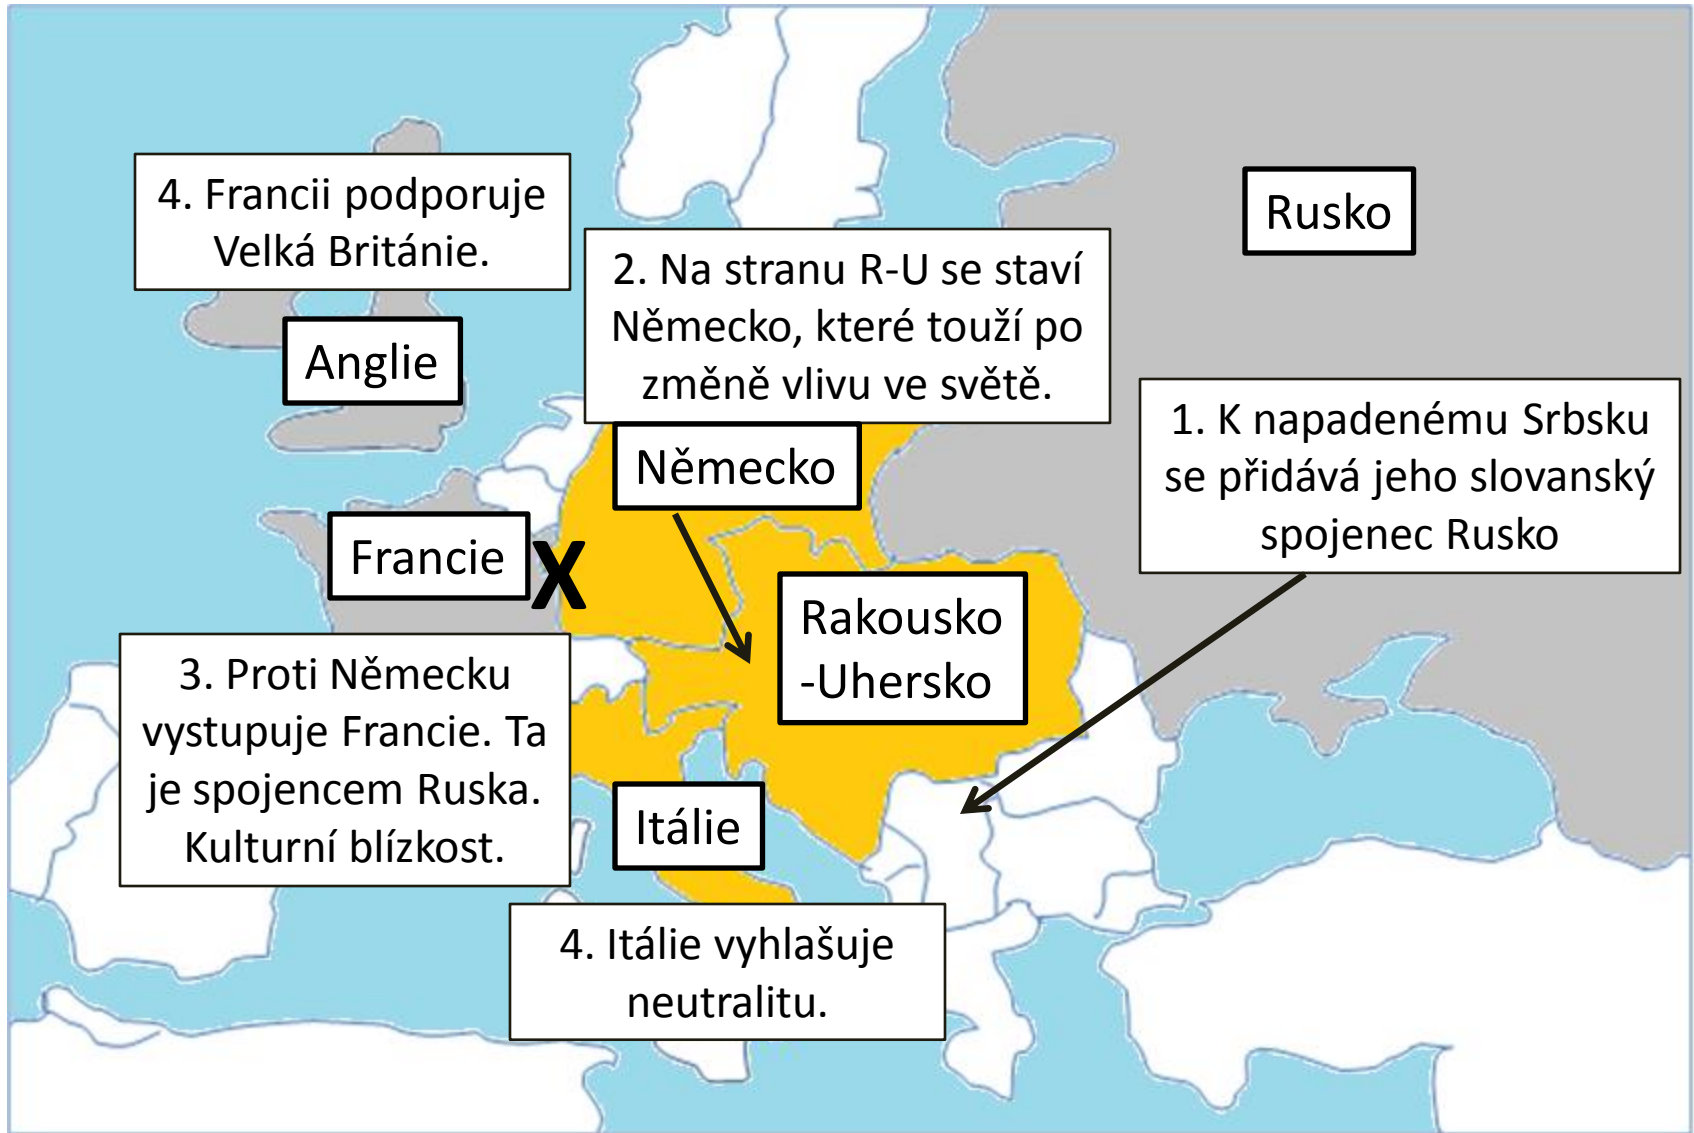 4. Francii podporuje
Velká Británie.
Rusko
2. Na stranu R-U se staví
Německo, které touží po
změně vlivu ve světě.
Anglie
1. K napadenému Srbsku
se přidává jeho slovanský
spojenec Rusko
Německo
Francie
X
Rakousko
-Uhersko
3. Proti Německu
vystupuje Francie. Ta
je spojencem Ruska.
Kulturní blízkost.
Itálie
4. Itálie vyhlašuje
neutralitu.